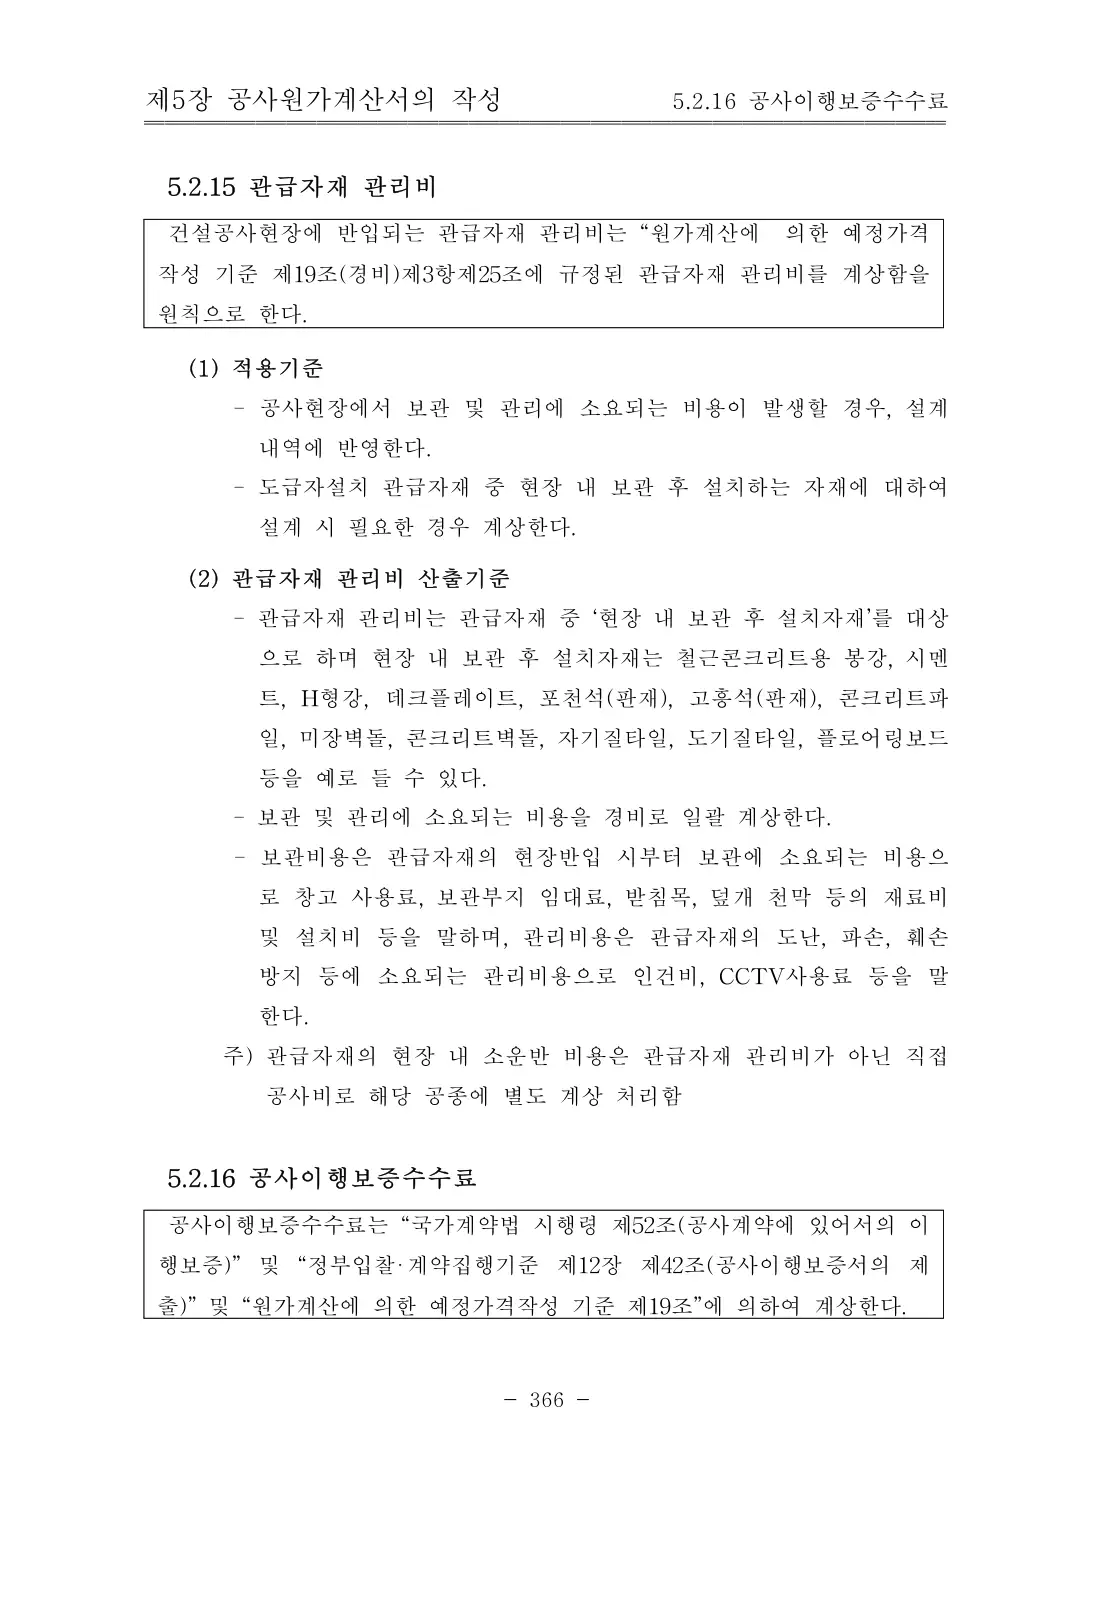 제5장 공사원가계산서의 작성
5.2.16 공사이행보증수수료
5.2.15 관급자재 관리비
건설공사현장에 반입되는 관급자재 관리비는 “원가계산에 의한 예정가격
작성 기준 제19조(경비)제3항제25조에 규정된 관급자재 관리비를 계상함을
원칙으로 한다.
(1) 적용기준
- 공사현장에서 보관 및 관리에 소요되는 비용이 발생할 경우, 설계
내역에 반영한다.
- 도급자설치 관급자재 중 현장 내 보관 후 설치하는 자재에 대하여
설계 시 필요한 경우 계상한다.
(2) 관급자재 관리비 산출기준
- 관급자재 관리비는 관급자재 중 ‘현장 내 보관 후 설치자재’를 대상
으로 하며 현장 내 보관 후 설치자재는 철근콘크리트용 봉강, 시멘
트, H형강, 데크플레이트, 포천석(판재), 고흥석(판재), 콘크리트파
일, 미장벽돌, 콘크리트벽돌, 자기질타일, 도기질타일, 플로어링보드
등을 예로 들 수 있다.
- 보관 및 관리에 소요되는 비용을 경비로 일괄 계상한다.
- 보관비용은 관급자재의 현장반입 시부터 보관에 소요되는 비용으
로 창고 사용료, 보관부지 임대료, 받침목, 덮개 천막 등의 재료비
및 설치비 등을 말하며, 관리비용은 관급자재의 도난, 파손, 훼손
방지 등에 소요되는 관리비용으로 인건비, CCTV사용료 등을 말
한다.
주) 관급자재의 현장 내 소운반 비용은 관급자재 관리비가 아닌 직접
공사비로 해당 공종에 별도 계상 처리함
5.2.16 공사이행보증수수료
공사이행보증수수료는 “국가계약법 시행령 제52조(공사계약에 있어서의 이
행보증)” 및 “정부입찰·계약집행기준 제12장 제42조(공사이행보증서의 제
출)” 및 “원가계산에 의한 예정가격작성 기준 제19조”에 의하여 계상한다.
- 366 -